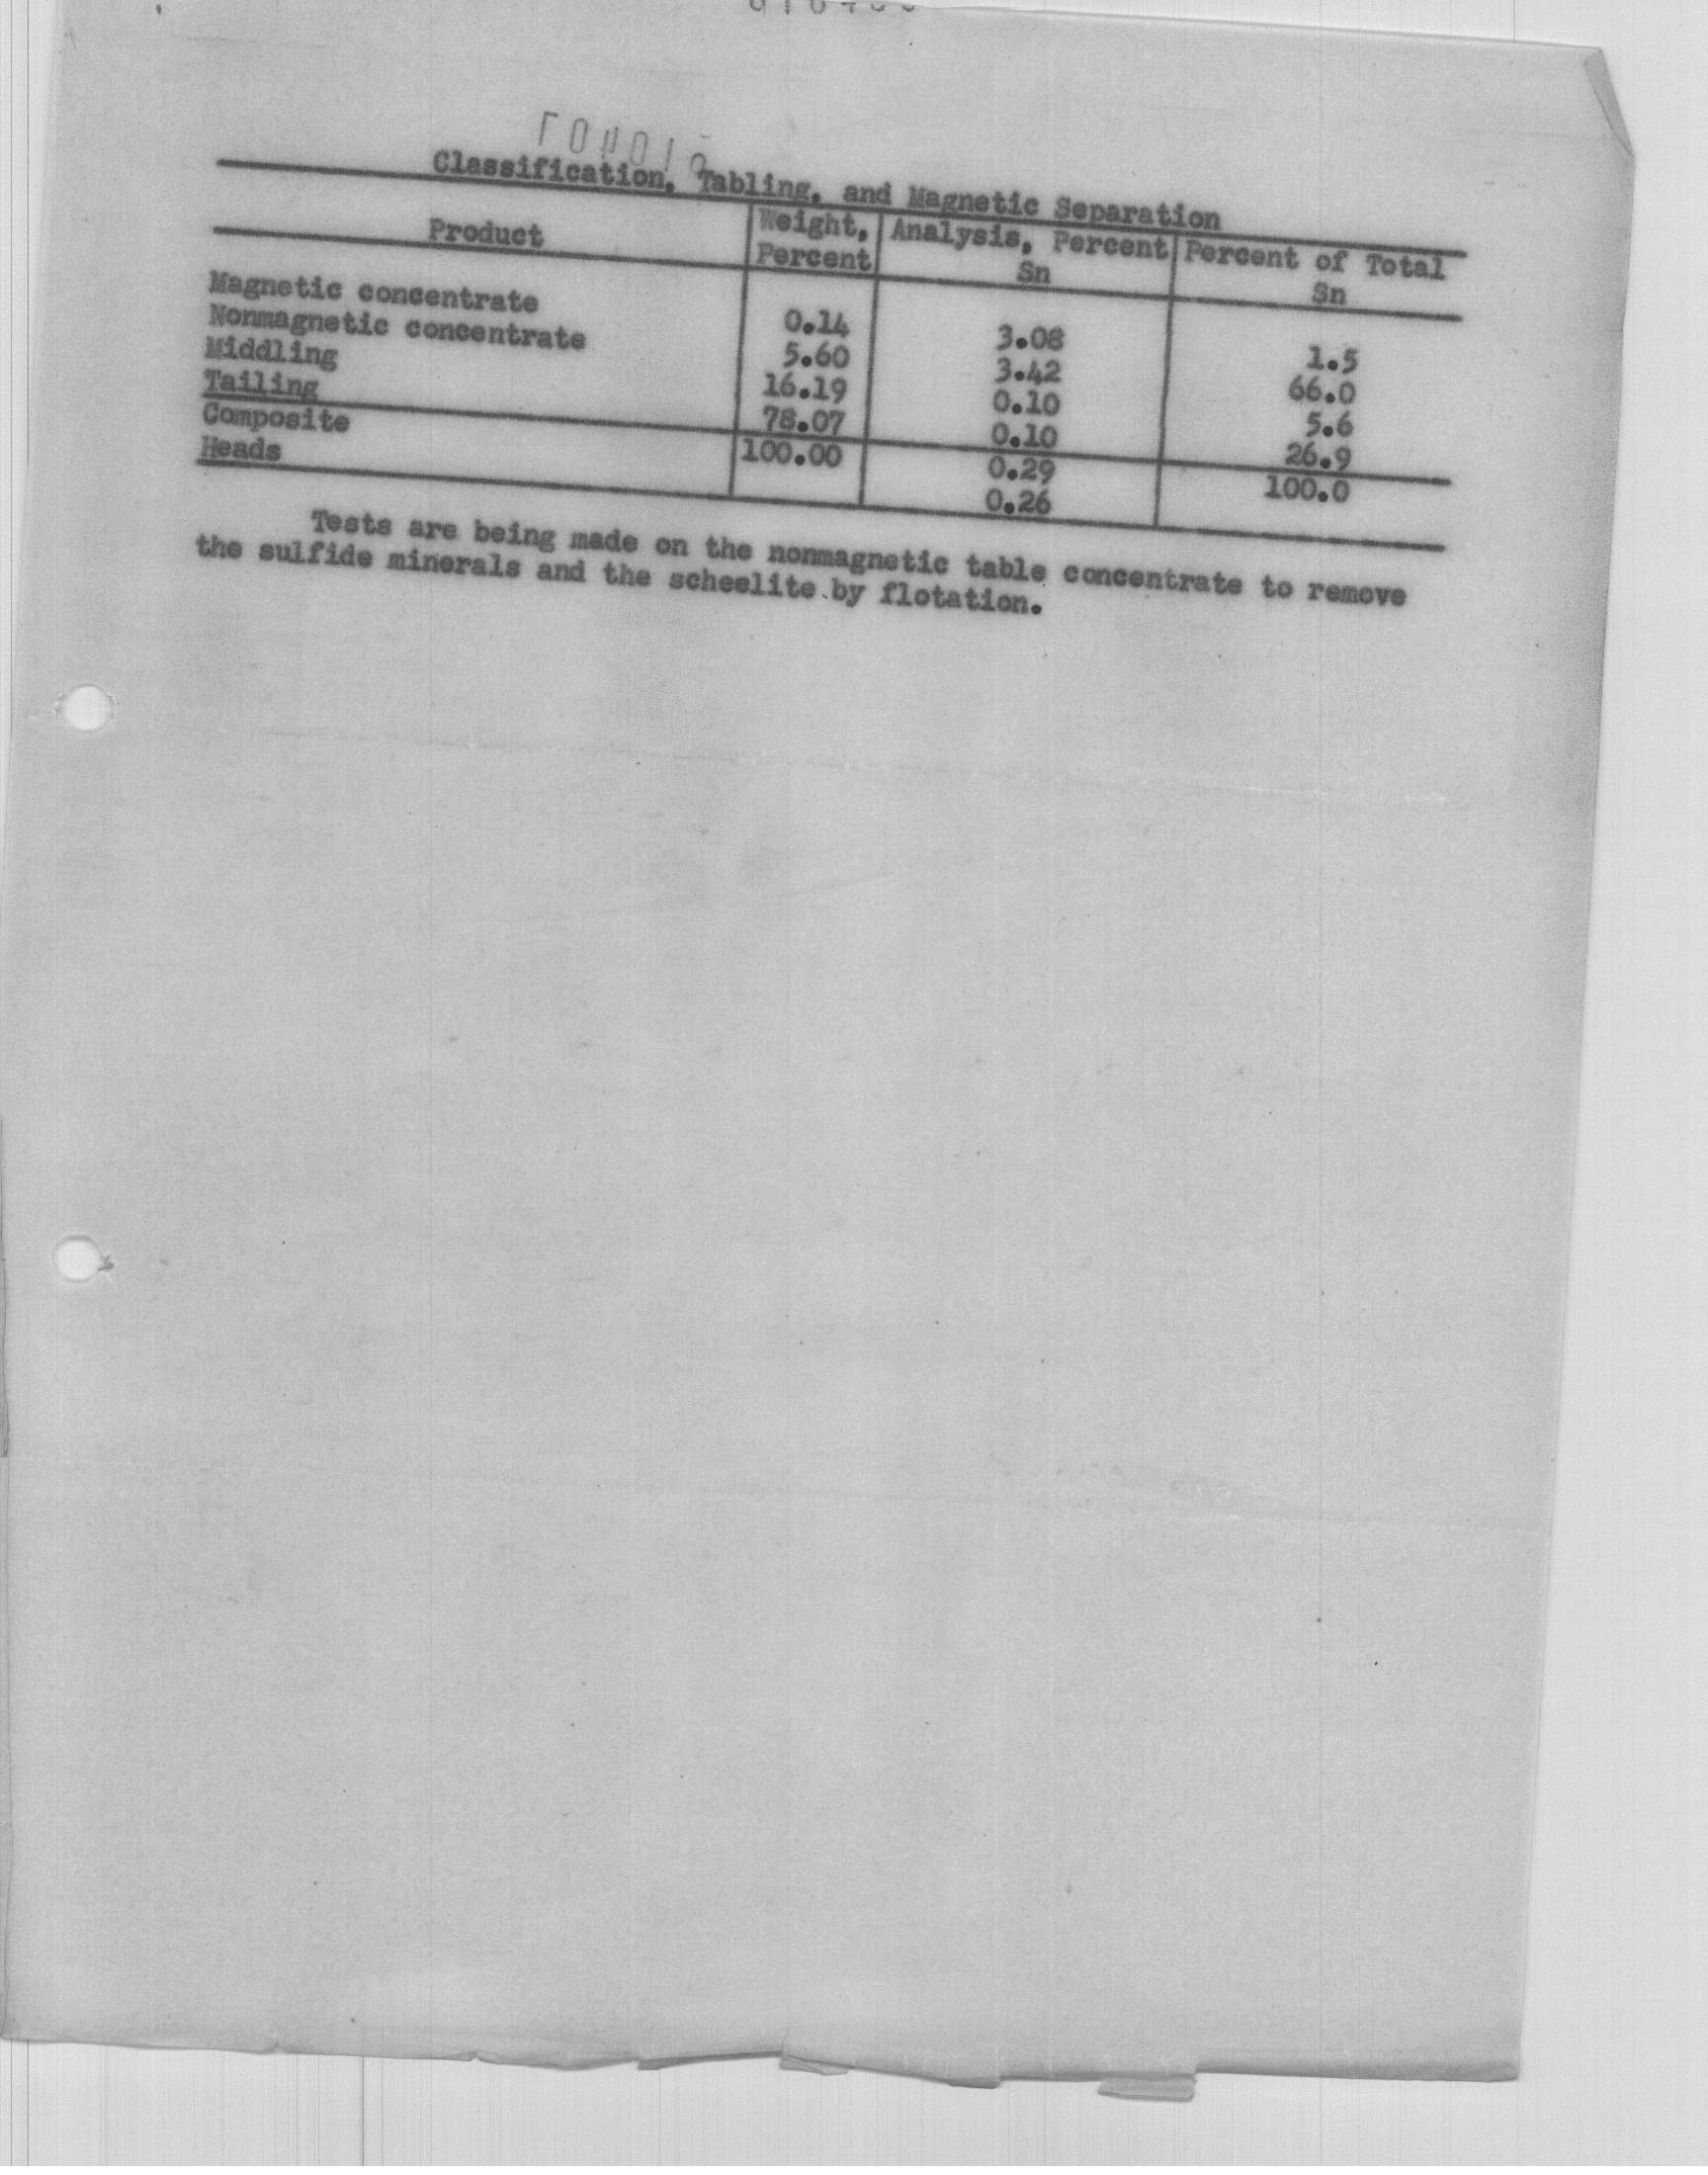 Classification, Tabling, and Magnetic Separation
Product Weight, Percent Analysis, Percent Sn Percent of Total Sn
Magnetic concentrate 0.14 3.08 1.5
Nonmagnetic concentrate 5.60 3.42 66.0
Middling 16.19 0.10 5.6
Tailing 78.07 0.10 26.9
Composite 100.00 0.29 100.0
Heads 0.26
Tests are being made on the nonmagnetic table concentrate to remove
the sulfide minerals and the scheelite by flotation.